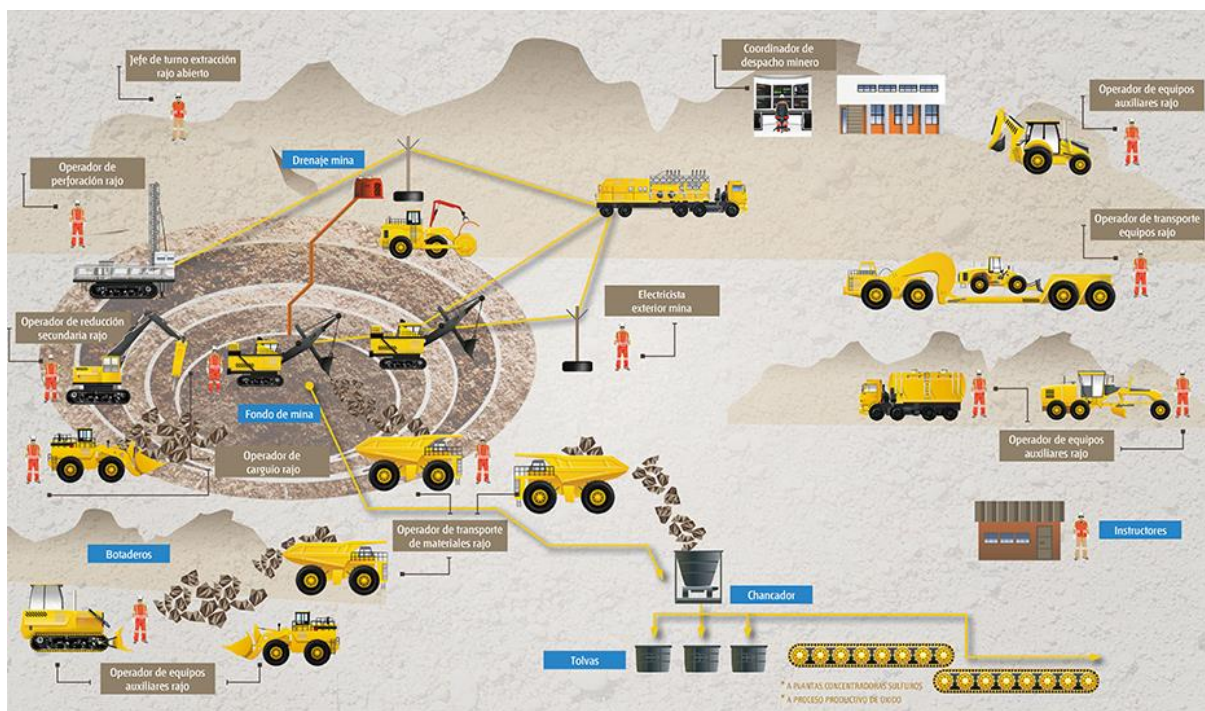 Jefe de turno extracción
rajo abierto
Coordinador de
despacho minero
Operador de equipos
auxiliares rajo
Drenaje mina
Operador de
perforación rajo
Operador de transporte
equipos rajo
Electricista
exterior mina
Operador de reducción
secundaria rajo
Fondo de mina
Operador de
carguío rajo
Operador de equipos
auxiliares rajo
Operador de transporte
de materiales rajo
Instructores
Botaderos
Chancador
Tolvas
Operador de equipos
auxiliares rajo
* A PLANTAS CONCENTRADORAS SULFUROS
* A PROCESO PRODUCTIVO DE OXIDO